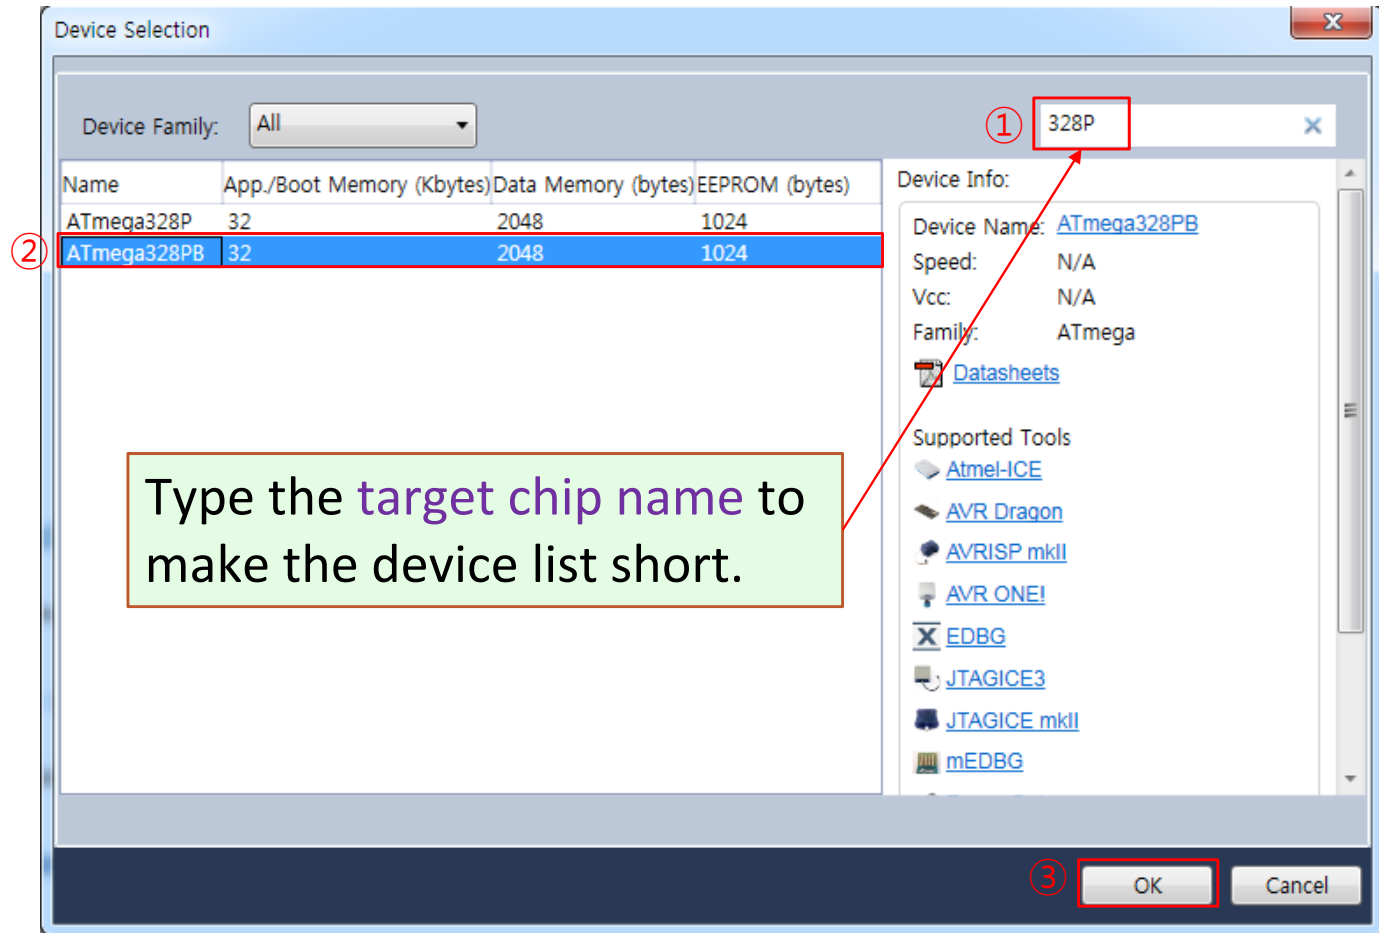 Device Selection
Device Family: All
① 328P
Name App./Boot Memory (Kbytes) Data Memory (bytes) EEPROM (bytes)
ATmega328P 32 2048 1024
② ATmega328PB 32 2048 1024
Device Info:
Device Name: ATmega328PB
Speed: N/A
Vcc: N/A
Family: ATmega
Datasheets
Supported Tools
Atmel-ICE
AVR Dragon
AVRISP mkII
AVR ONE!
EDBG
JTAGICE3
JTAGICE mkII
mEDBG
Type the target chip name to
make the device list short.
③ OK Cancel